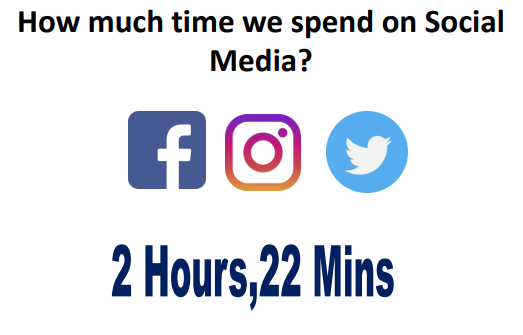 How much time we spend on Social
Media?
2 Hours,22 Mins